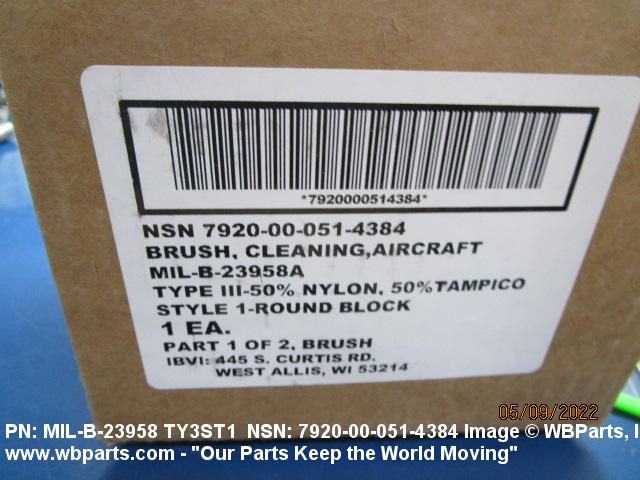 *7920000514384*
NSN 7920-00-051-4384
BRUSH, CLEANING,AIRCRAFT
MIL-B-23958A
TYPE III-50% NYLON, 50%TAMPICO
STYLE 1-ROUND BLOCK
1 EA.
PART 1 OF 2, BRUSH
IBVI: 445 S. CURTIS RD.
WEST ALLIS, WI 53214
05/09/2022
PN: MIL-B-23958 TY3ST1 NSN: 7920-00-051-4384 Image © WBParts, I
www.wbparts.com - "Our Parts Keep the World Moving"